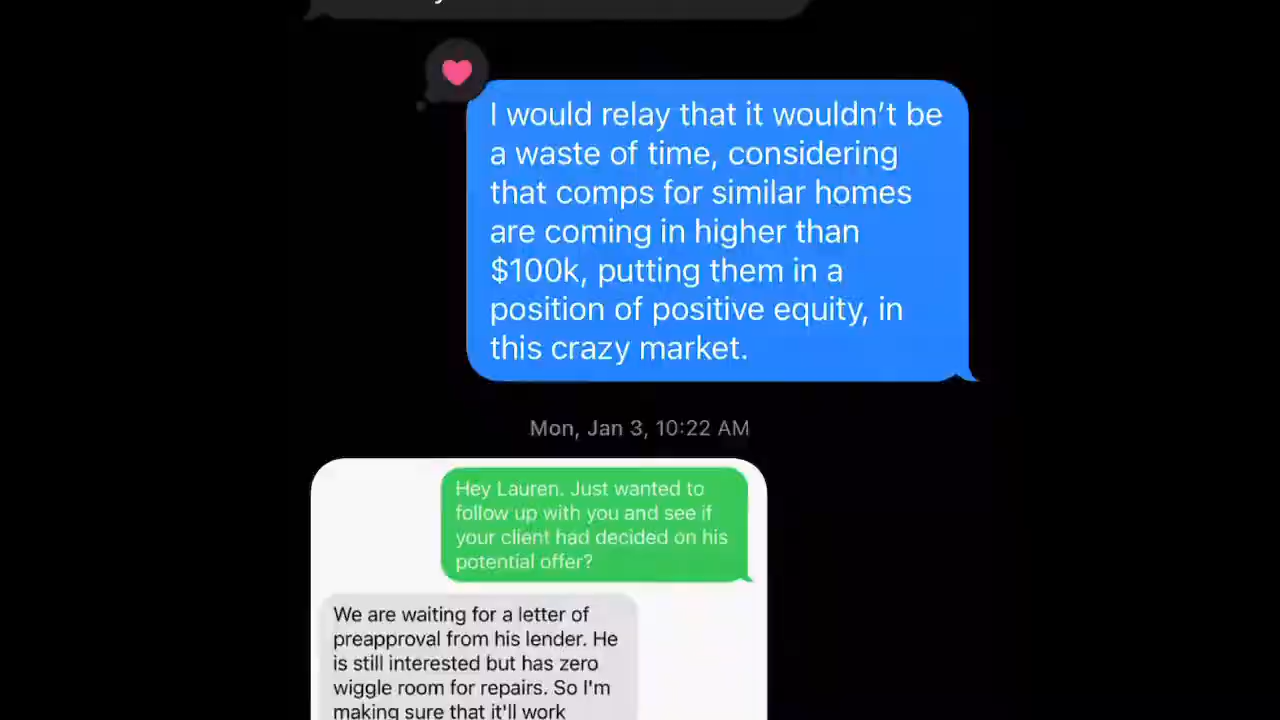 I would relay that it wouldn’t be
a waste of time, considering
that comps for similar homes
are coming in higher than
$100k, putting them in a
position of positive equity, in
this crazy market.
Mon, Jan 3, 10:22 AM
Hey Lauren. Just wanted to
follow up with you and see if
your client had decided on his
potential offer?
We are waiting for a letter of
preapproval from his lender. He
is still interested but has zero
wiggle room for repairs. So I'm
making sure that it'll work